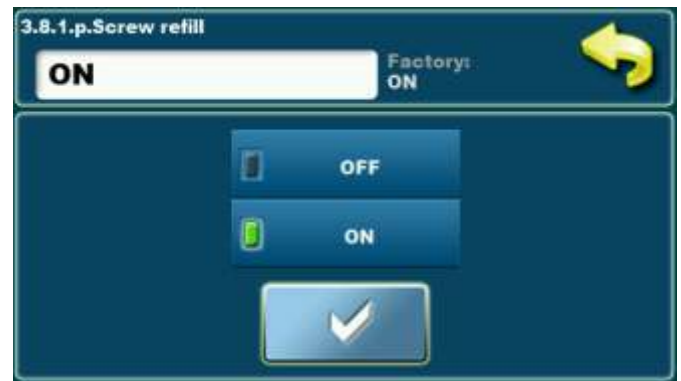 3.8.1.p.Screw refill
ON
Factory:
ON
OFF
ON